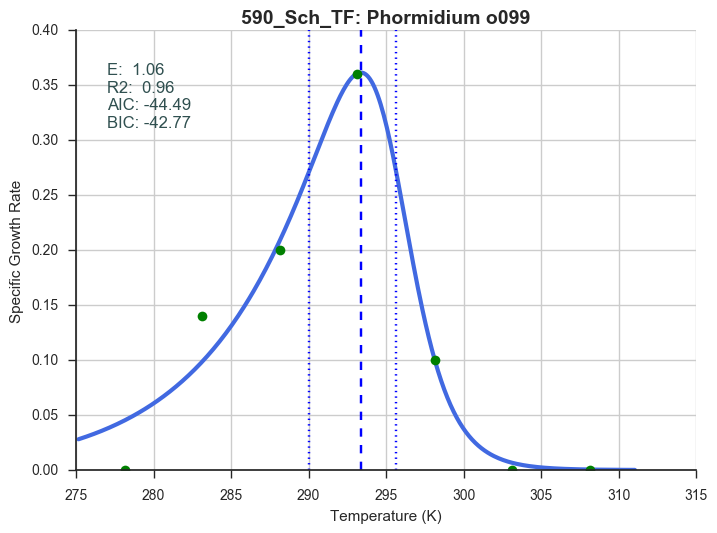 590_Sch_TF: Phormidium o099
E:  1.06
R2:  0.96
AIC: -44.49
BIC: -42.77
Specific Growth Rate
0.40
0.35
0.30
0.25
0.20
0.15
0.10
0.05
0.00
275 280 285 290 295 300 305 310 315
Temperature (K)